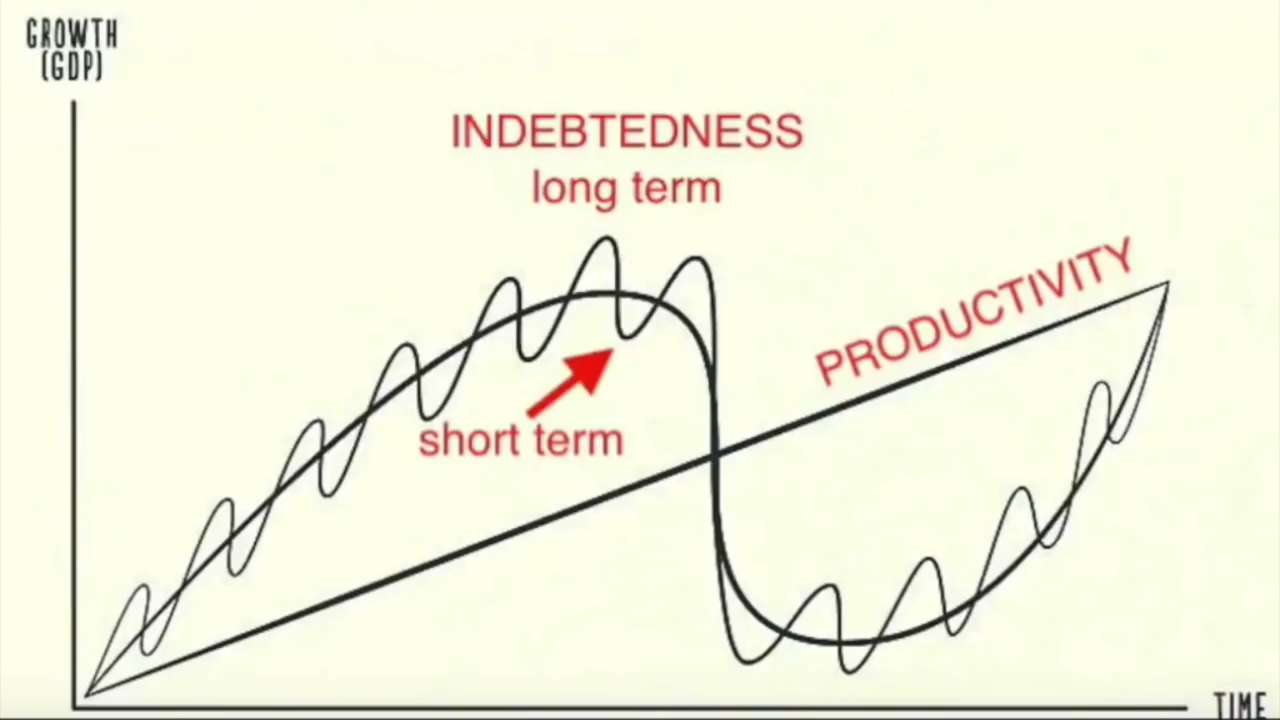 GROWTH
(GDP)
INDEBTEDNESS
long term
PRODUCTIVITY
short term
TIME